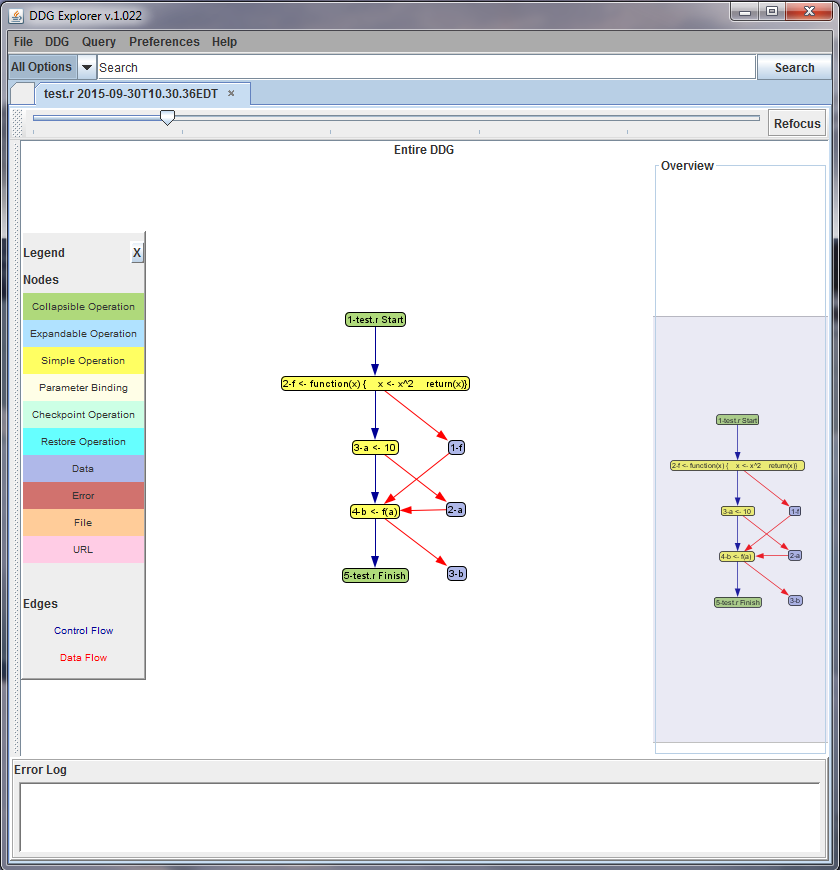 DDG Explorer v.1.022
File DDG Query Preferences Help
All Options Search Search
test.r 2015-09-30T10.30.36EDT ×
Refocus
Entire DDG
Overview
Legend X
Nodes
Collapsible Operation
Expandable Operation
Simple Operation
Parameter Binding
Checkpoint Operation
Restore Operation
Data
Error
File
URL
Edges
Control Flow
Data Flow
1-test.r Start
2-f <- function(x) { x <- x^2 return(x)}
3-a <- 10
1-f
4-b <- f(a)
2-a
5-test.r Finish
3-b
1-test.r Start
2-f <- function(x) { x <- x^2 return(x)}
3-a <- 10
1-f
4-b <- f(a)
2-a
5-test.r Finish
3-b
Error Log